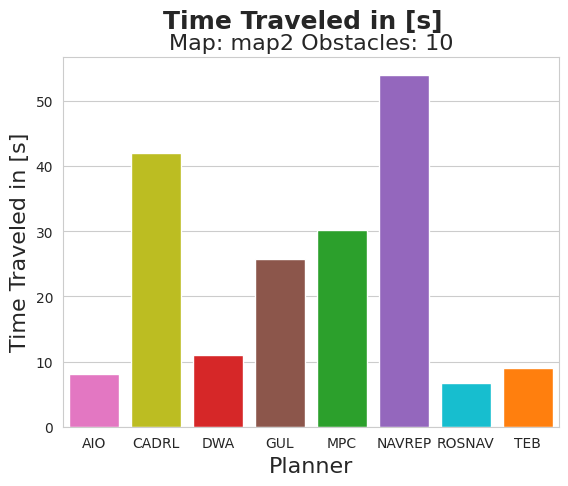 Time Traveled in [s]
Map: map2 Obstacles: 10
Time Traveled in [s]
50
40
30
20
10
0
AIO CADRL DWA GUL MPC NAVREP ROSNAV TEB
Planner